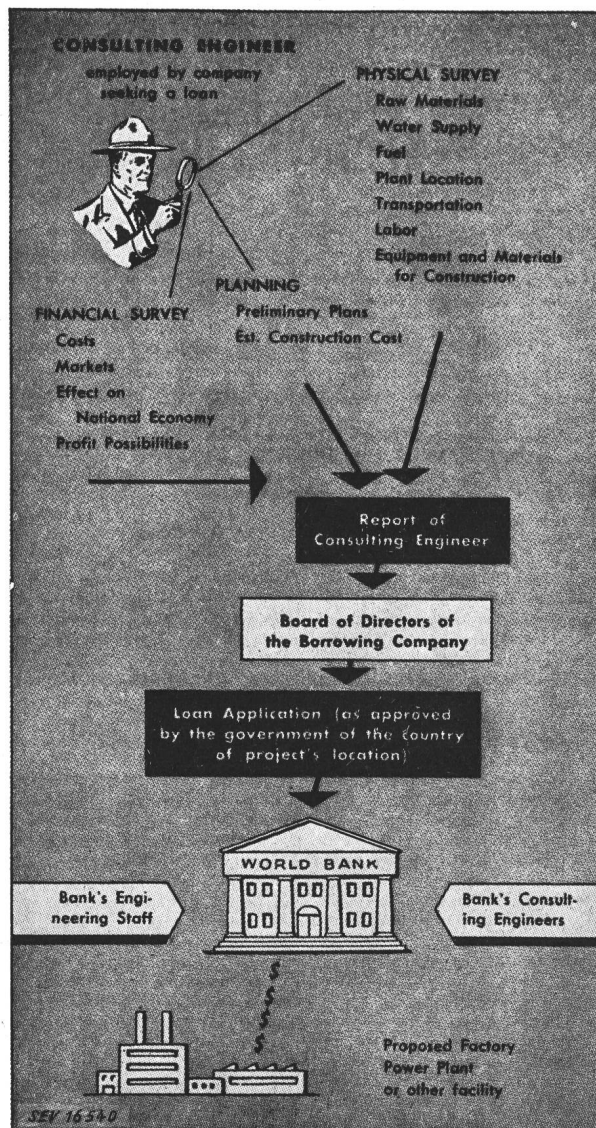 CONSULTING ENGINEER
employed by company
seeking a loan
PHYSICAL SURVEY
Raw Materials
Water Supply
Fuel
Plant Location
Transportation
Labor
Equipment and Materials
for Construction
PLANNING
Preliminary Plans
Est. Construction Cost
FINANCIAL SURVEY
Costs
Markets
Effect on
National Economy
Profit Possibilities
Report of
Consulting Engineer
Board of Directors of
the Borrowing Company
Loan Application (as approved
by the government of the country
of project's location)
WORLD BANK
Bank's Engi-
neering Staff
Bank's Consult-
ing Engineers
$
$
$
$
$
Proposed Factory
Power Plant
or other facility
SEV 16540